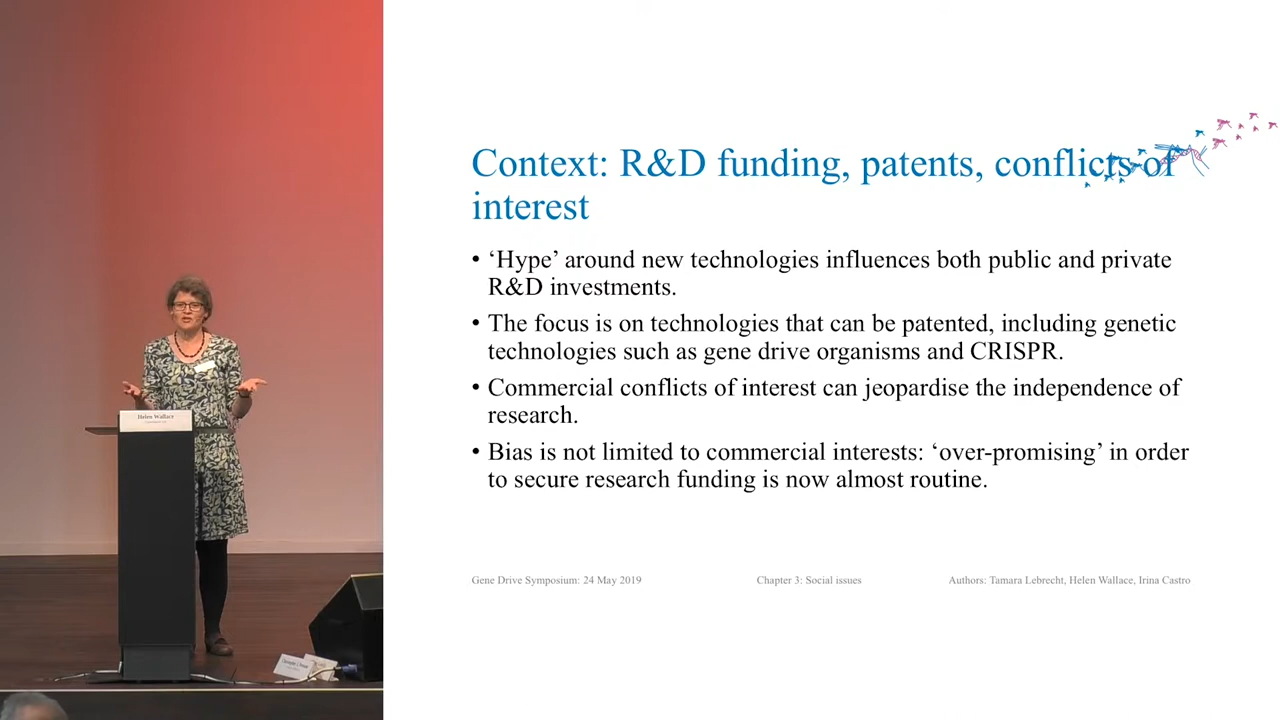 Context: R&D funding, patents, conflicts of
interest
• ‘Hype’ around new technologies influences both public and private
R&D investments.
• The focus is on technologies that can be patented, including genetic
technologies such as gene drive organisms and CRISPR.
• Commercial conflicts of interest can jeopardise the independence of
research.
• Bias is not limited to commercial interests: ‘over-promising’ in order
to secure research funding is now almost routine.
Gene Drive Symposium: 24 May 2019
Chapter 3: Social issues
Authors: Tamara Lebrecht, Helen Wallace, Irina Castro
Helen Wallace